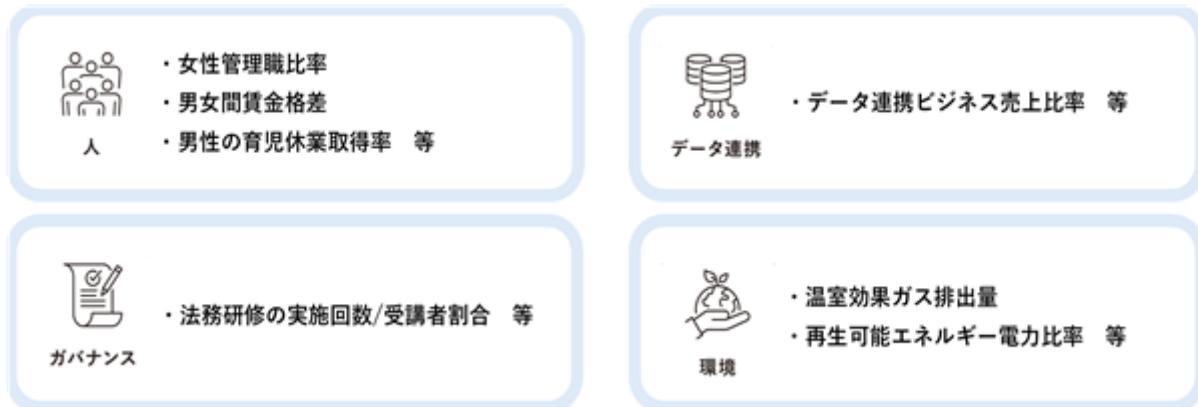 ・女性管理職比率
・男女間賃金格差
・男性の育児休業取得率　等
人
・データ連携ビジネス売上比率　等
データ連携
・法務研修の実施回数/受講者割合　等
ガバナンス
・温室効果ガス排出量
・再生可能エネルギー電力比率　等
環境